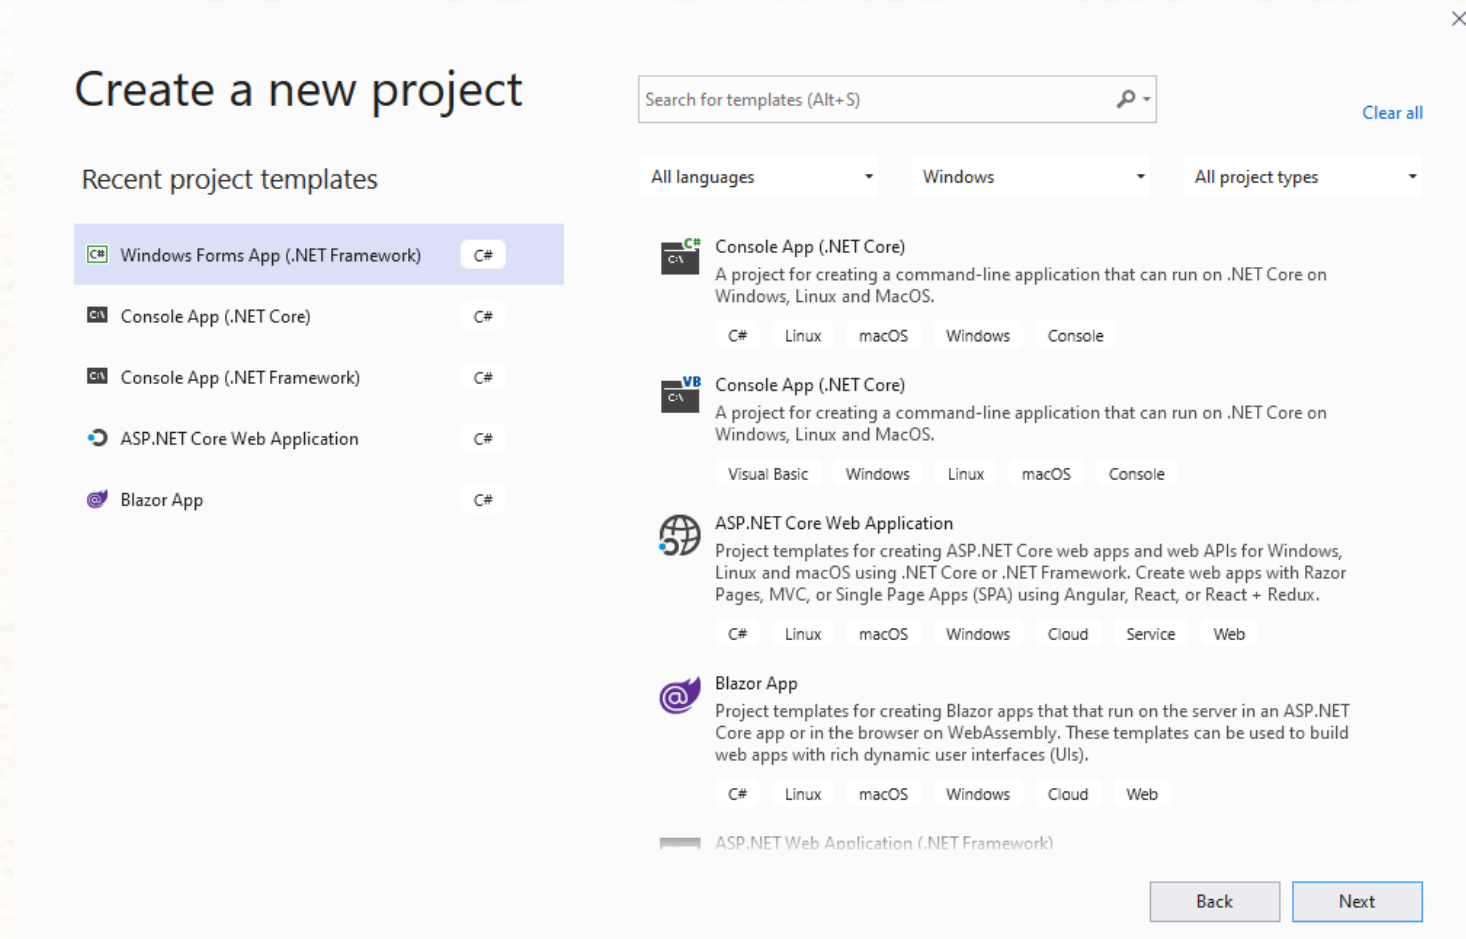 Create a new project
Search for templates (Alt+S)
Clear all
Recent project templates
All languages
Windows
All project types
C# Windows Forms App (.NET Framework) C#
C:\ Console App (.NET Core) C#
C:\ Console App (.NET Framework) C#
ASP.NET Core Web Application C#
@ Blazor App C#
C#
C:\
Console App (.NET Core)
A project for creating a command-line application that can run on .NET Core on
Windows, Linux and MacOS.
C# Linux macOS Windows Console
VB
C:\
Console App (.NET Core)
A project for creating a command-line application that can run on .NET Core on
Windows, Linux and MacOS.
Visual Basic Windows Linux macOS Console
ASP.NET Core Web Application
Project templates for creating ASP.NET Core web apps and web APIs for Windows,
Linux and macOS using .NET Core or .NET Framework. Create web apps with Razor
Pages, MVC, or Single Page Apps (SPA) using Angular, React, or React + Redux.
C# Linux macOS Windows Cloud Service Web
@
Blazor App
Project templates for creating Blazor apps that that run on the server in an ASP.NET
Core app or in the browser on WebAssembly. These templates can be used to build
web apps with rich dynamic user interfaces (UIs).
C# Linux macOS Windows Cloud Web
ASP.NET Web Application (.NET Framework)
Back
Next